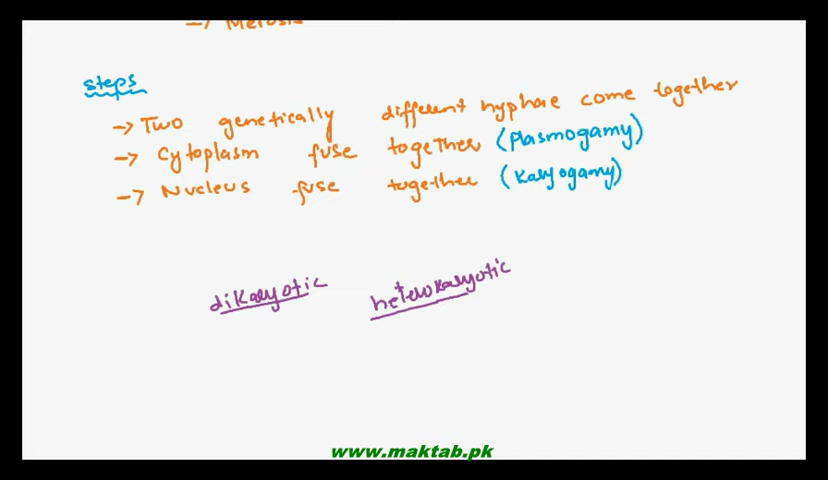 → Meiosis
steps
→ Two genetically different hyphae come together
→ Cytoplasm fuse together (Plasmogamy)
→ Nucleus fuse together (Karyogamy)
dikaryotic heterokaryotic
www.maktab.pk